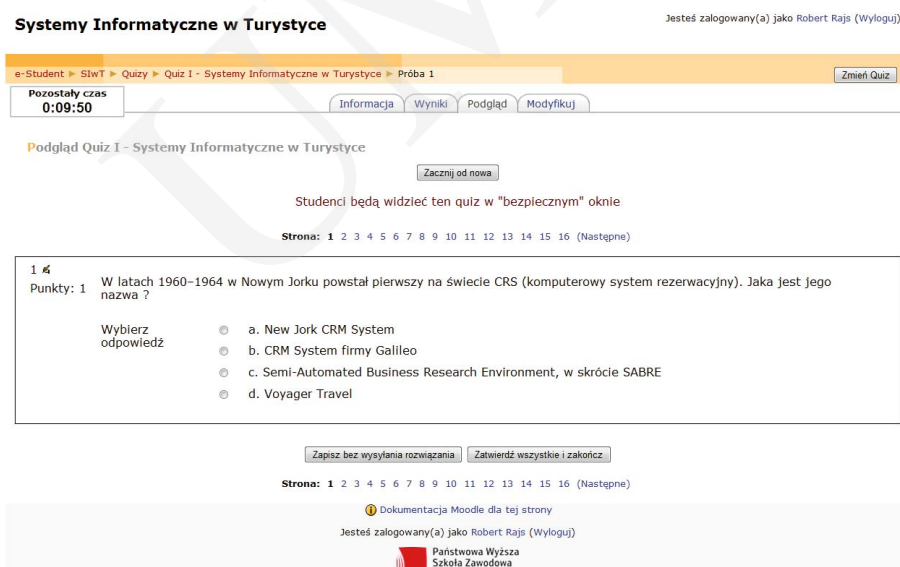 Systemy Informatyczne w Turystyce
Jesteś zalogowany(a) jako Robert Rajs (Wyloguj)
e-Student ► SIwT ► Quizy ► Quiz I - Systemy Informatyczne w Turystyce ► Próba 1
Zmień Quiz
Pozostały czas
0:09:50
Informacja Wyniki Podgląd Modyfikuj
Podgląd Quiz I - Systemy Informatyczne w Turystyce
Zacznij od nowa
Studenci będą widzieć ten quiz w "bezpiecznym" oknie
Strona: 1 2 3 4 5 6 7 8 9 10 11 12 13 14 15 16 (Następne)
1
Punkty: 1
W latach 1960–1964 w Nowym Jorku powstał pierwszy na świecie CRS (komputerowy system rezerwacyjny). Jaka jest jego
nazwa ?
Wybierz
odpowiedź
a. New Jork CRM System
b. CRM System firmy Galileo
c. Semi-Automated Business Research Environment, w skrócie SABRE
d. Voyager Travel
Zapisz bez wysyłania rozwiązania Zatwierdź wszystkie i zakończ
Strona: 1 2 3 4 5 6 7 8 9 10 11 12 13 14 15 16 (Następne)
Dokumentacja Moodle dla tej strony
Jesteś zalogowany(a) jako Robert Rajs (Wyloguj)
Państwowa Wyższa
Szkoła Zawodowa